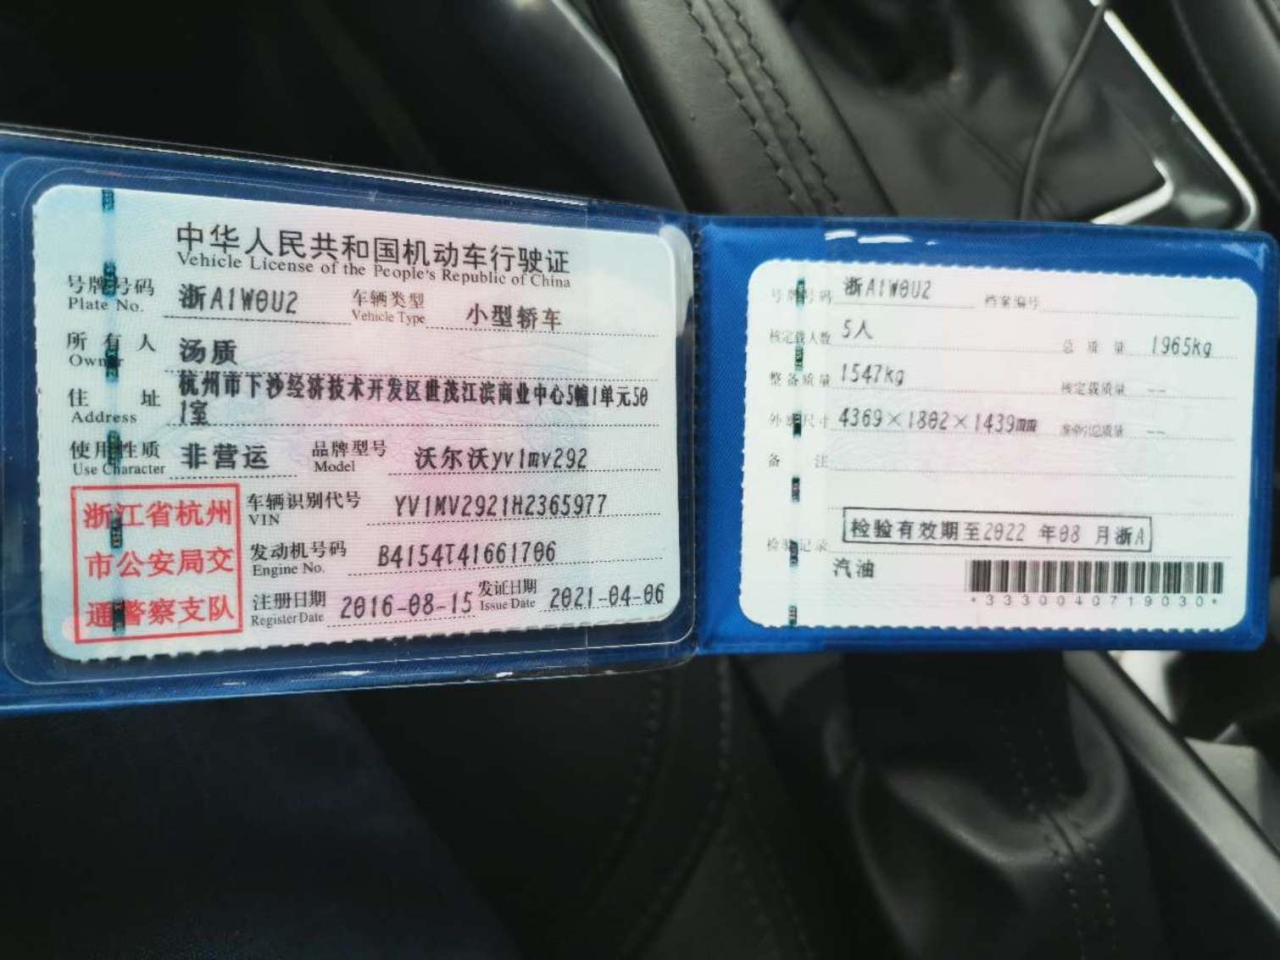 中华人民共和国机动车行驶证
Vehicle License of the People's Republic of China
号牌号码 浙A1W0U2 车辆类型 小型轿车
Plate No. Vehicle Type
所有人 汤质
Owner
住址 杭州市下沙经济技术开发区世茂江滨商业中心5幢1单元50
Address 1室
使用性质 非营运 品牌型号 沃尔沃yv1mv292
Use Character Model
浙江省杭州
市公安局交
通警察支队
车辆识别代号 YV1MV2921H2365977
VIN
发动机号码 B4154T41661706
Engine No.
注册日期 2016-08-15 发证日期 2021-04-06
Register Date Issue Date
号牌号码 浙A1W0U2 档案编号
核定载人数 5人 总质量 1965kg
整备质量 1547kg 核定载质量 --
外廓尺寸 4369×1802×1439mm 准牵引总质量 --
备注
检验有效期至2022年08月浙A
检验记录
汽油
*3330040719030*